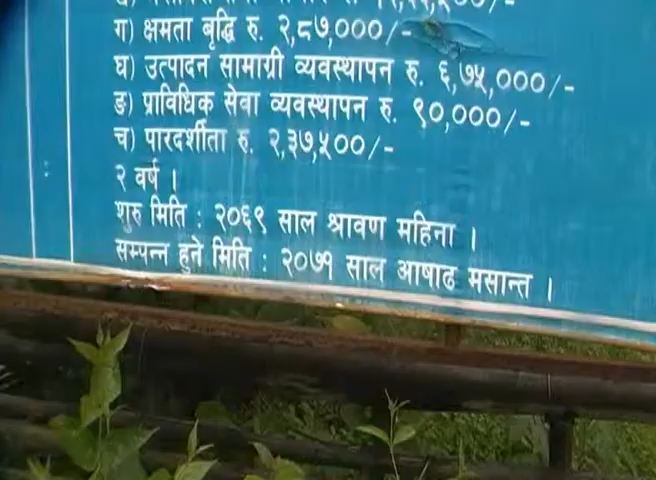 ग) क्षमता बृद्धि रु. २,८७,०००/-
घ) उत्पादन सामाग्री व्यवस्थापन रु. ६,७५,०००/-
ङ) प्राविधिक सेवा व्यवस्थापन रु. ९०,०००/-
च) पारदर्शीता रु. २,३७,५००/-
: २ वर्ष ।
शुरु मिति : २०६९ साल श्रावण महिना ।
सम्पन्न हुने मिति : २०७१ साल आषाढ मसान्त ।